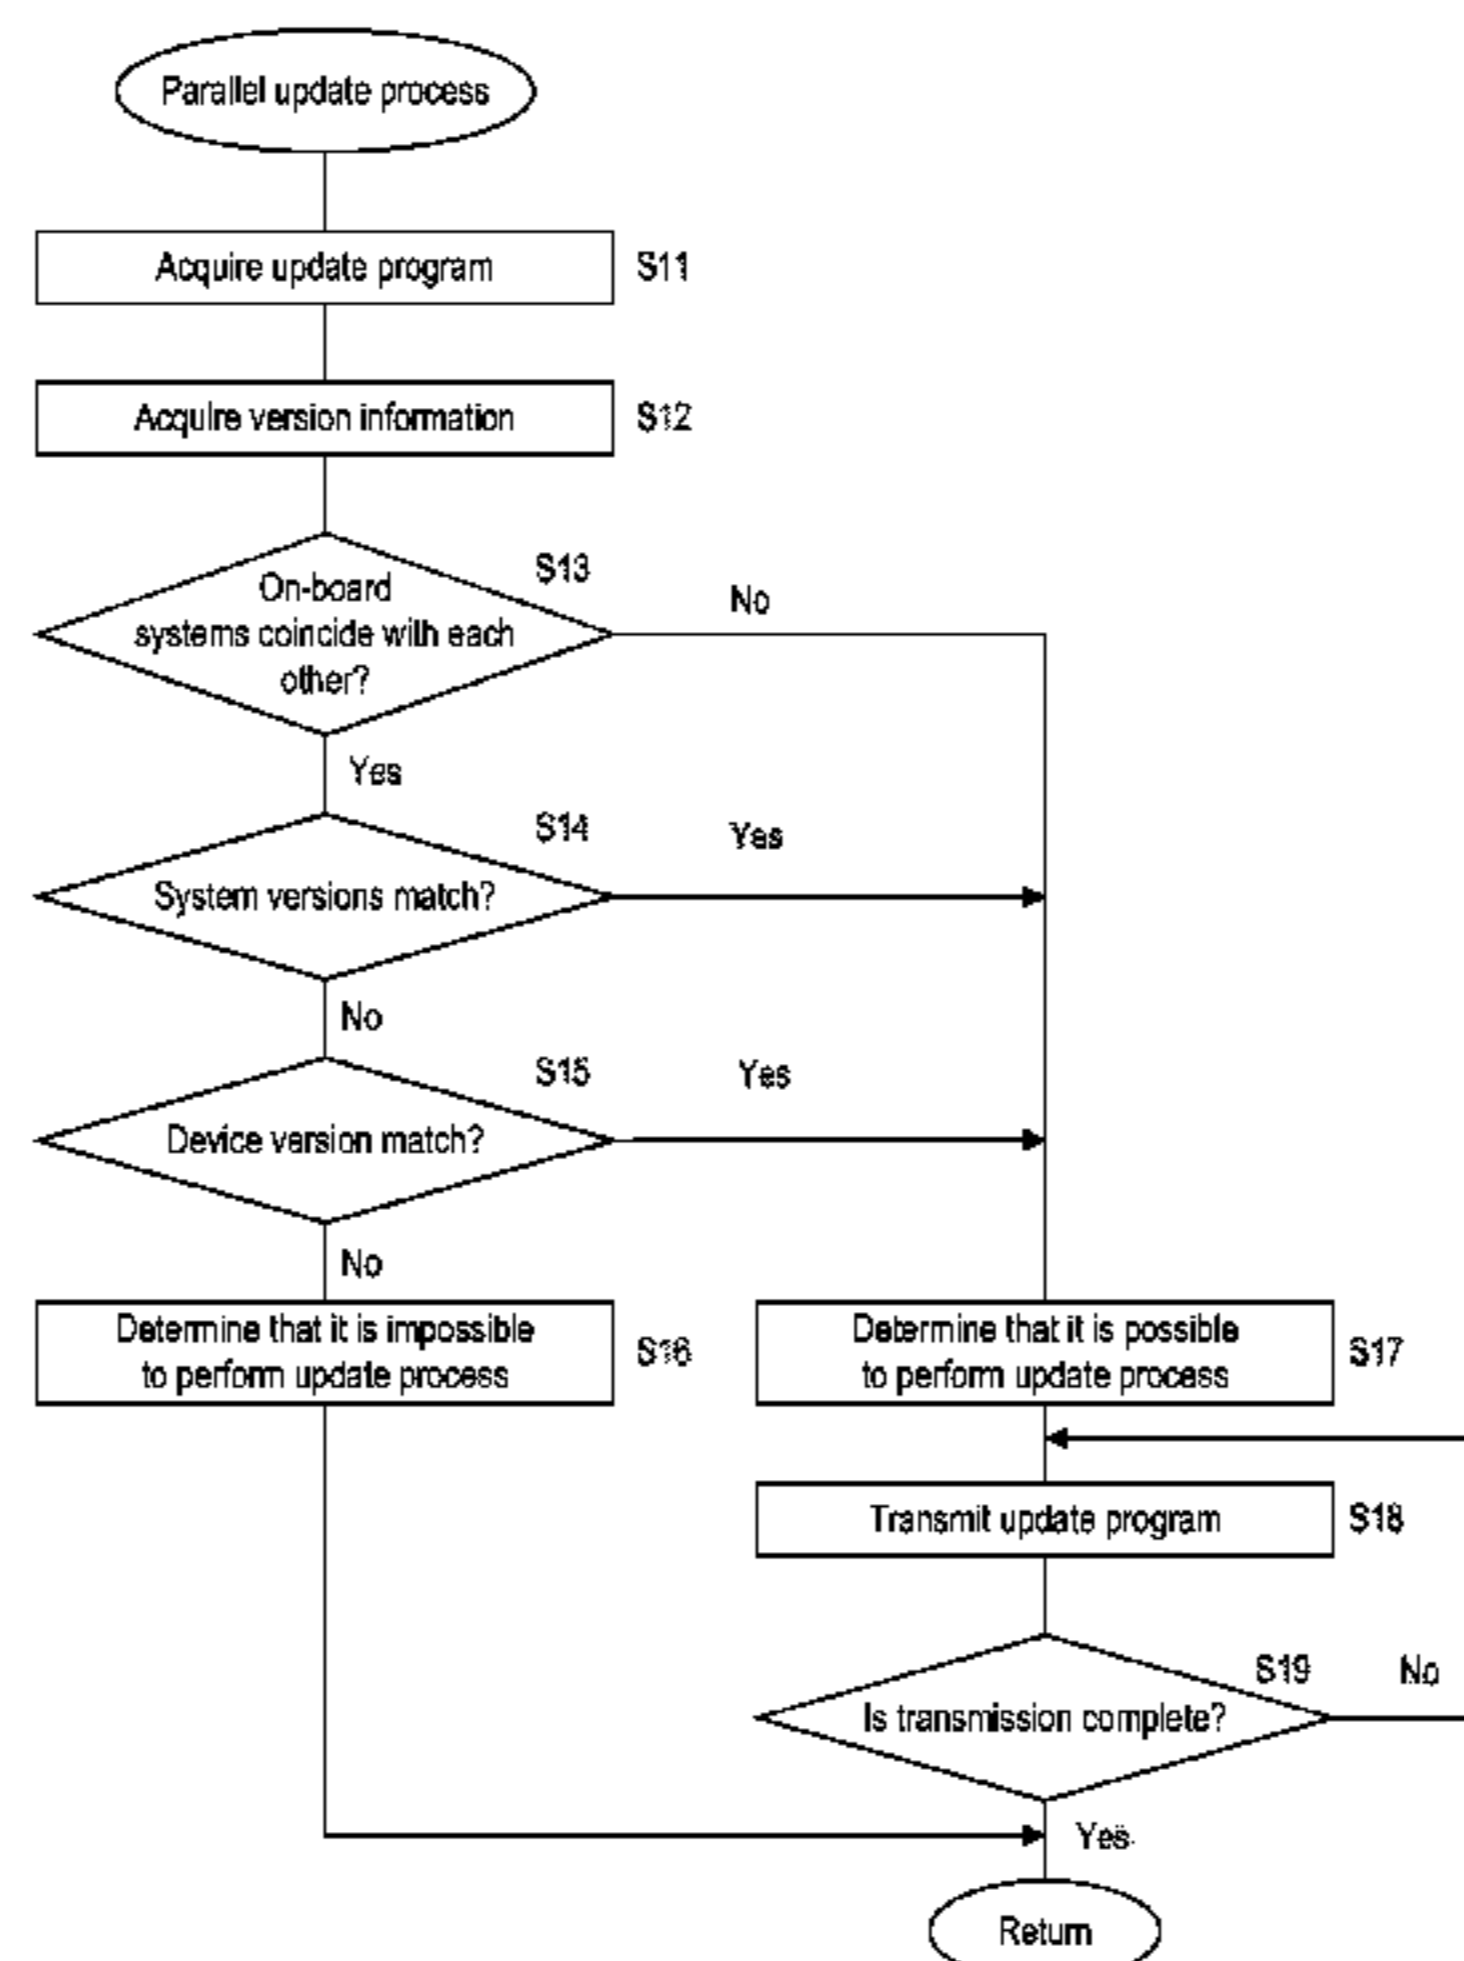 Parallel update process
Acquire update program
S11
Acquire version information
S12
S13
On-board
systems coincide with each
other?
No
Yes
S14
Yes
System versions match?
No
S15
Yes
Device version match?
No
Determine that it is impossible
to perform update process
S16
Determine that it is possible
to perform update process
S17
Transmit update program
S18
S19
No
Is transmission complete?
Yes
Return